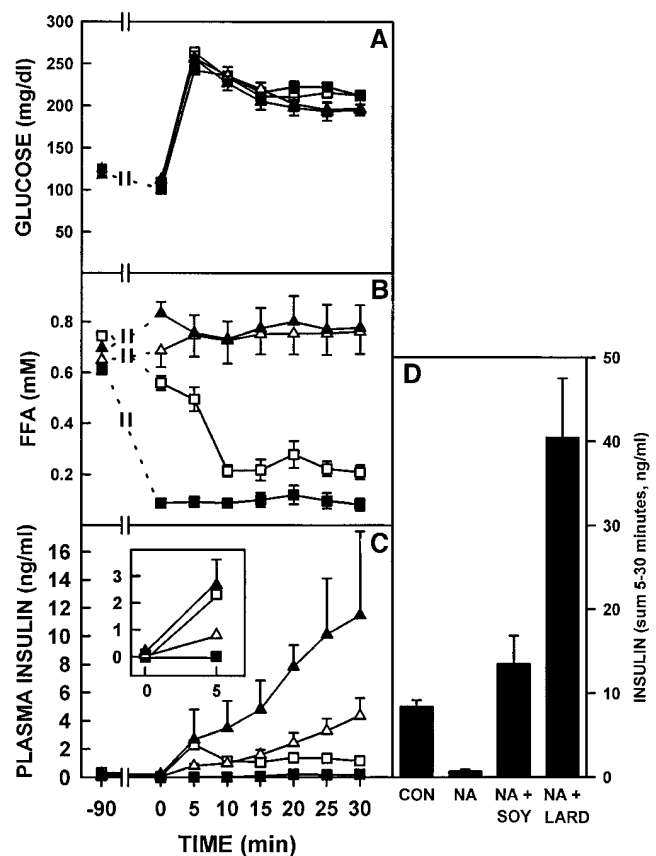 A
GLUCOSE (mg/dl)
300
250
200
150
100
50
B
FFA (mM)
0.8
0.6
0.4
0.2
C
PLASMA INSULIN (ng/ml)
16
14
12
10
8
6
4
2
0
3
2
1
0
0 5
-90 0 5 10 15 20 25 30
TIME (min)
D
50
40
30
20
10
0
INSULIN (sum 5-30 minutes, ng/ml)
CON NA NA + SOY NA + LARD